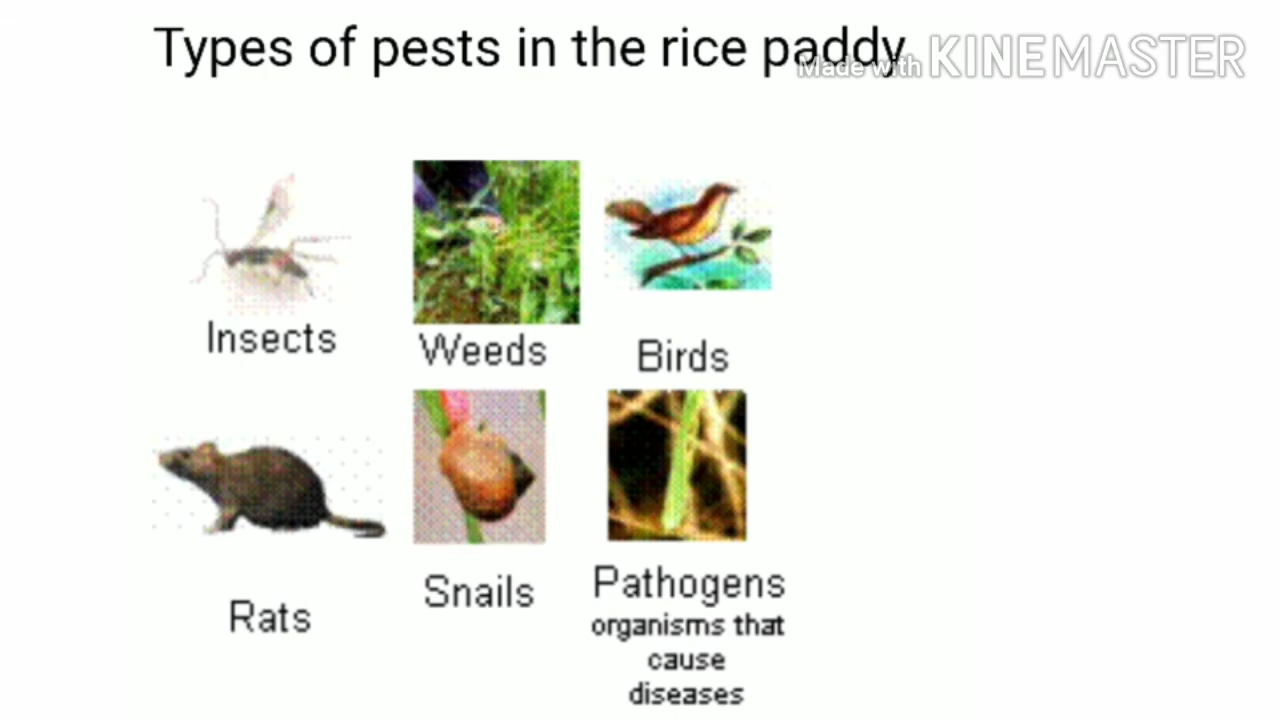 Types of pests in the rice paddy
Made with KINEMASTER
Insects
Weeds
Birds
Rats
Snails
Pathogens
organisms that
cause
diseases